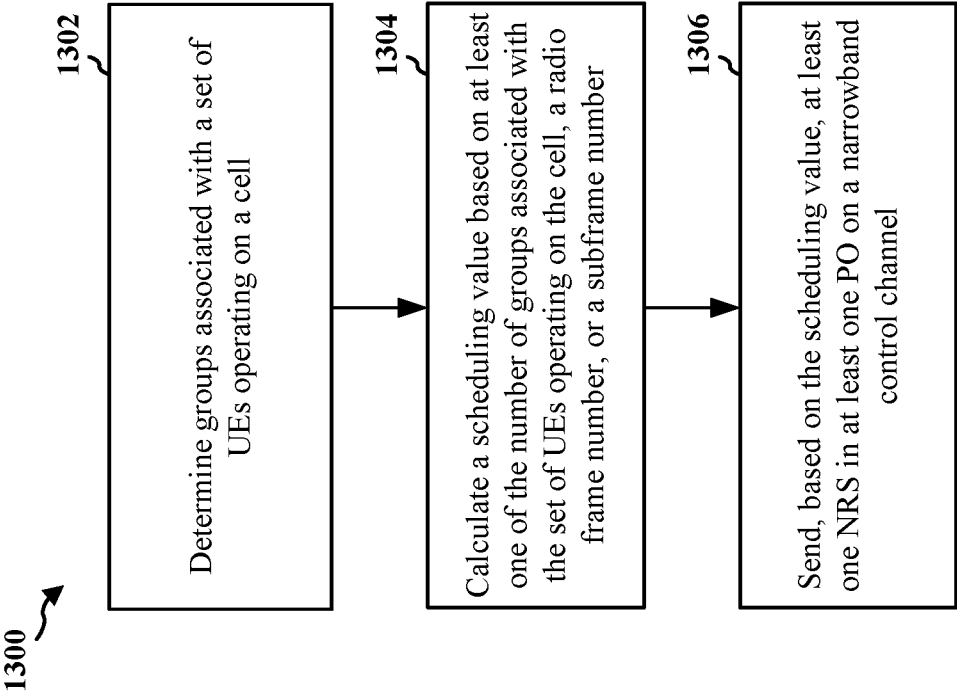 1300
1302
Determine groups associated with a set of
UEs operating on a cell
1304
Calculate a scheduling value based on at least
one of the number of groups associated with
the set of UEs operating on the cell, a radio
frame number, or a subframe number
1306
Send, based on the scheduling value, at least
one NRS in at least one PO on a narrowband
control channel